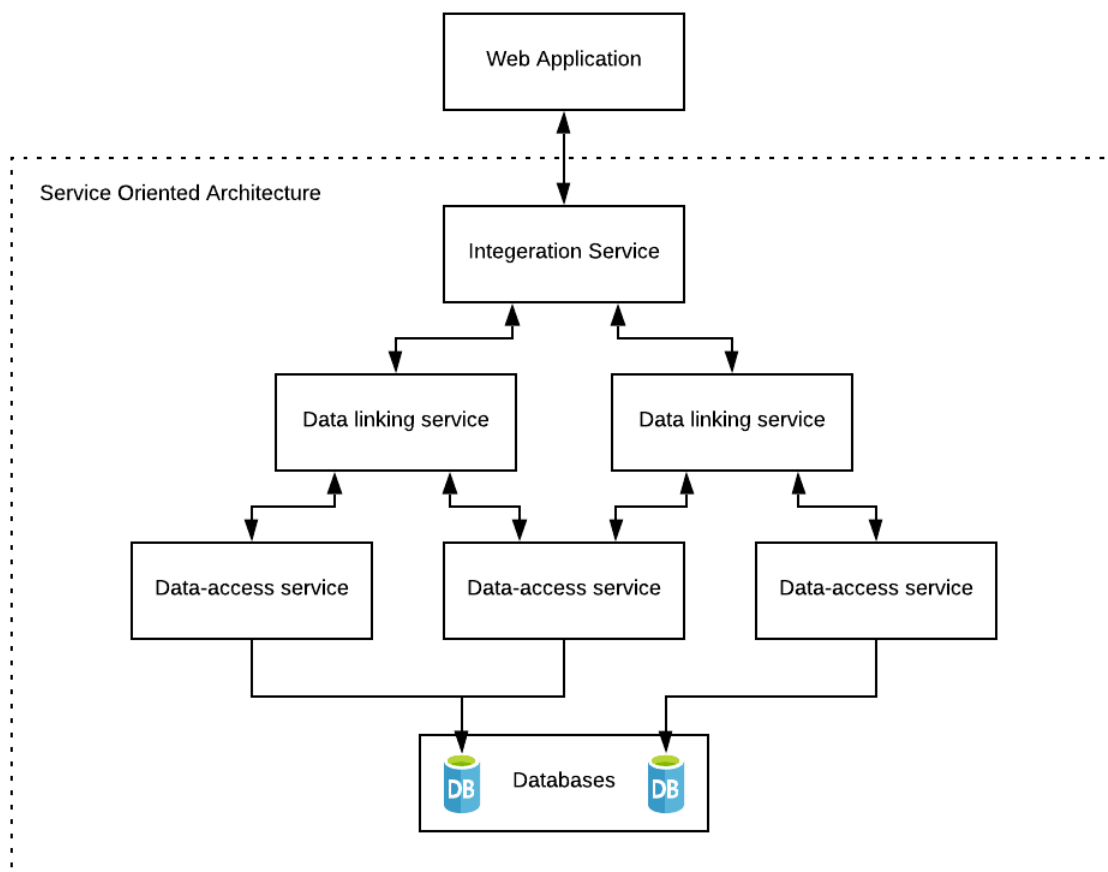 Web Application
Service Oriented Architecture
Integeration Service
Data linking service
Data linking service
Data-access service
Data-access service
Data-access service
Databases
DB
DB